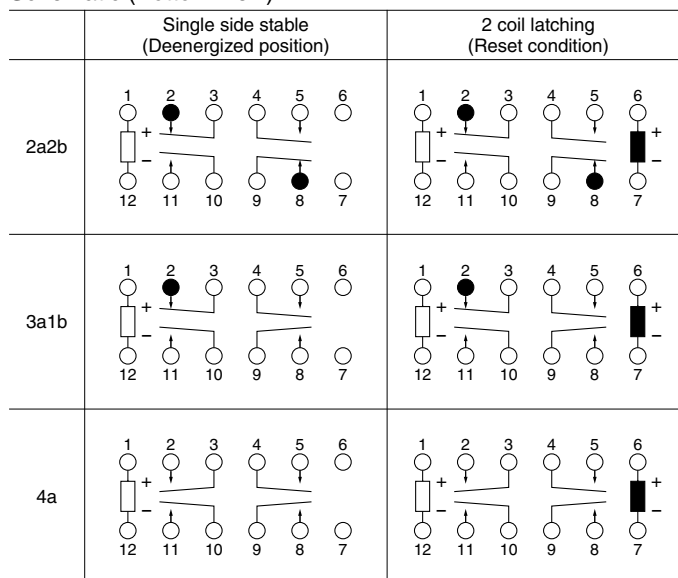 Single side stable
(Deenergized position)
2 coil latching
(Reset condition)
2a2b
1 2 3 4 5 6
+
−
12 11 10 9 8 7
1 2 3 4 5 6
+ +
− −
12 11 10 9 8 7
3a1b
1 2 3 4 5 6
+
−
12 11 10 9 8 7
1 2 3 4 5 6
+ +
− −
12 11 10 9 8 7
4a
1 2 3 4 5 6
+
−
12 11 10 9 8 7
1 2 3 4 5 6
+ +
− −
12 11 10 9 8 7